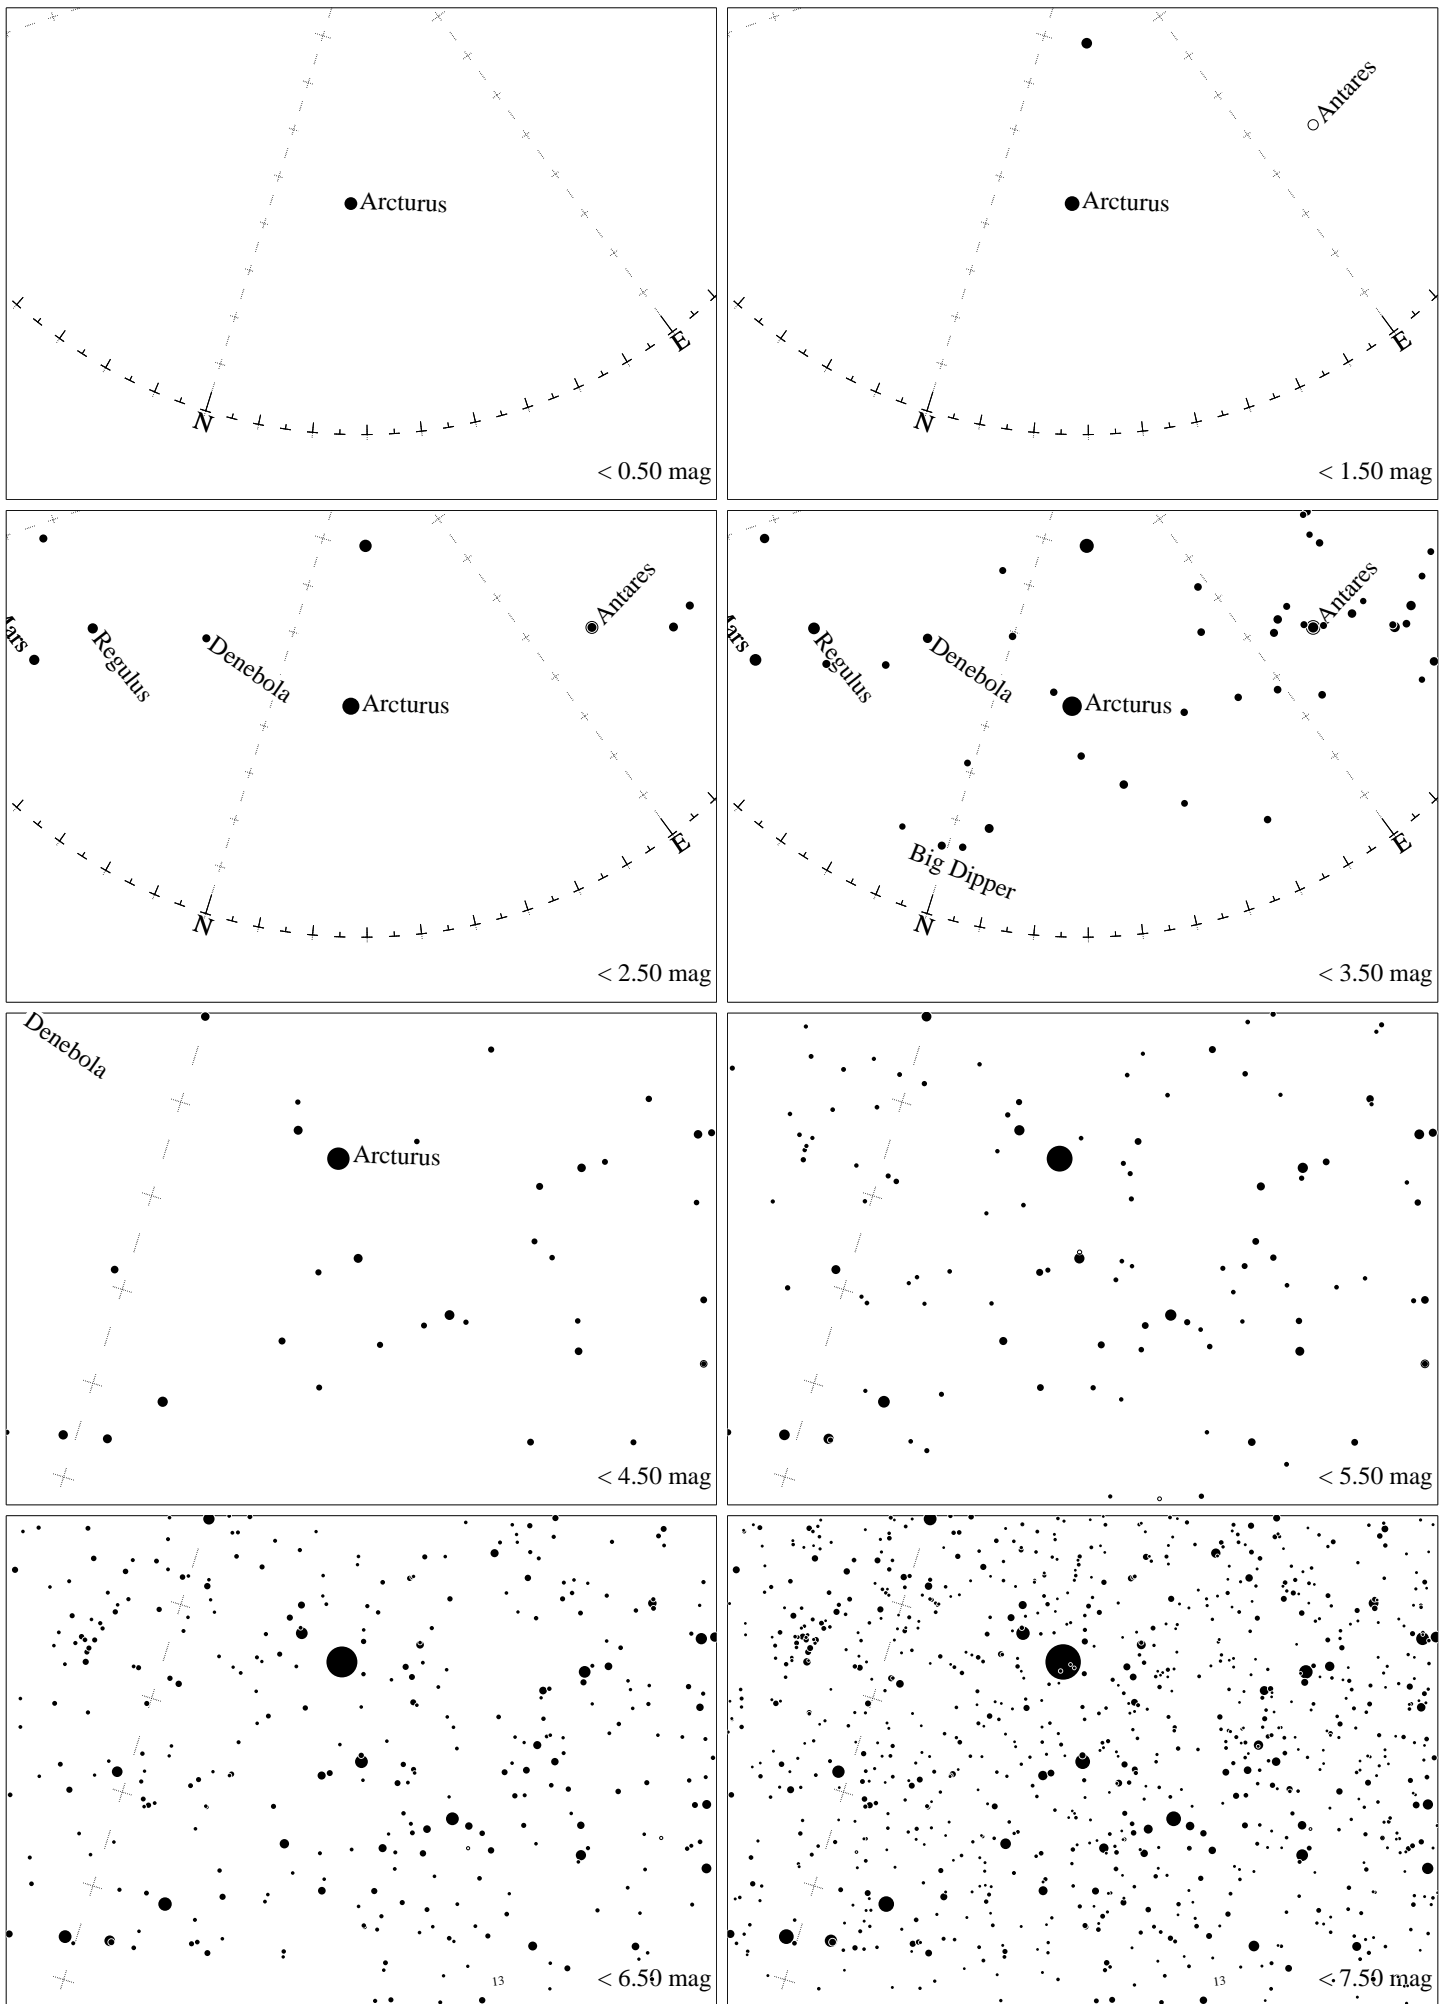 Arcturus
N
E
< 0.50 mag
Antares
Arcturus
N
E
< 1.50 mag
Antares
Regulus
Denebola
Arcturus
N
E
< 2.50 mag
Antares
Regulus
Denebola
Arcturus
Big Dipper
N
E
< 3.50 mag
Denebola
Arcturus
< 4.50 mag
< 5.50 mag
13
< 6.50 mag
13
< 7.50 mag